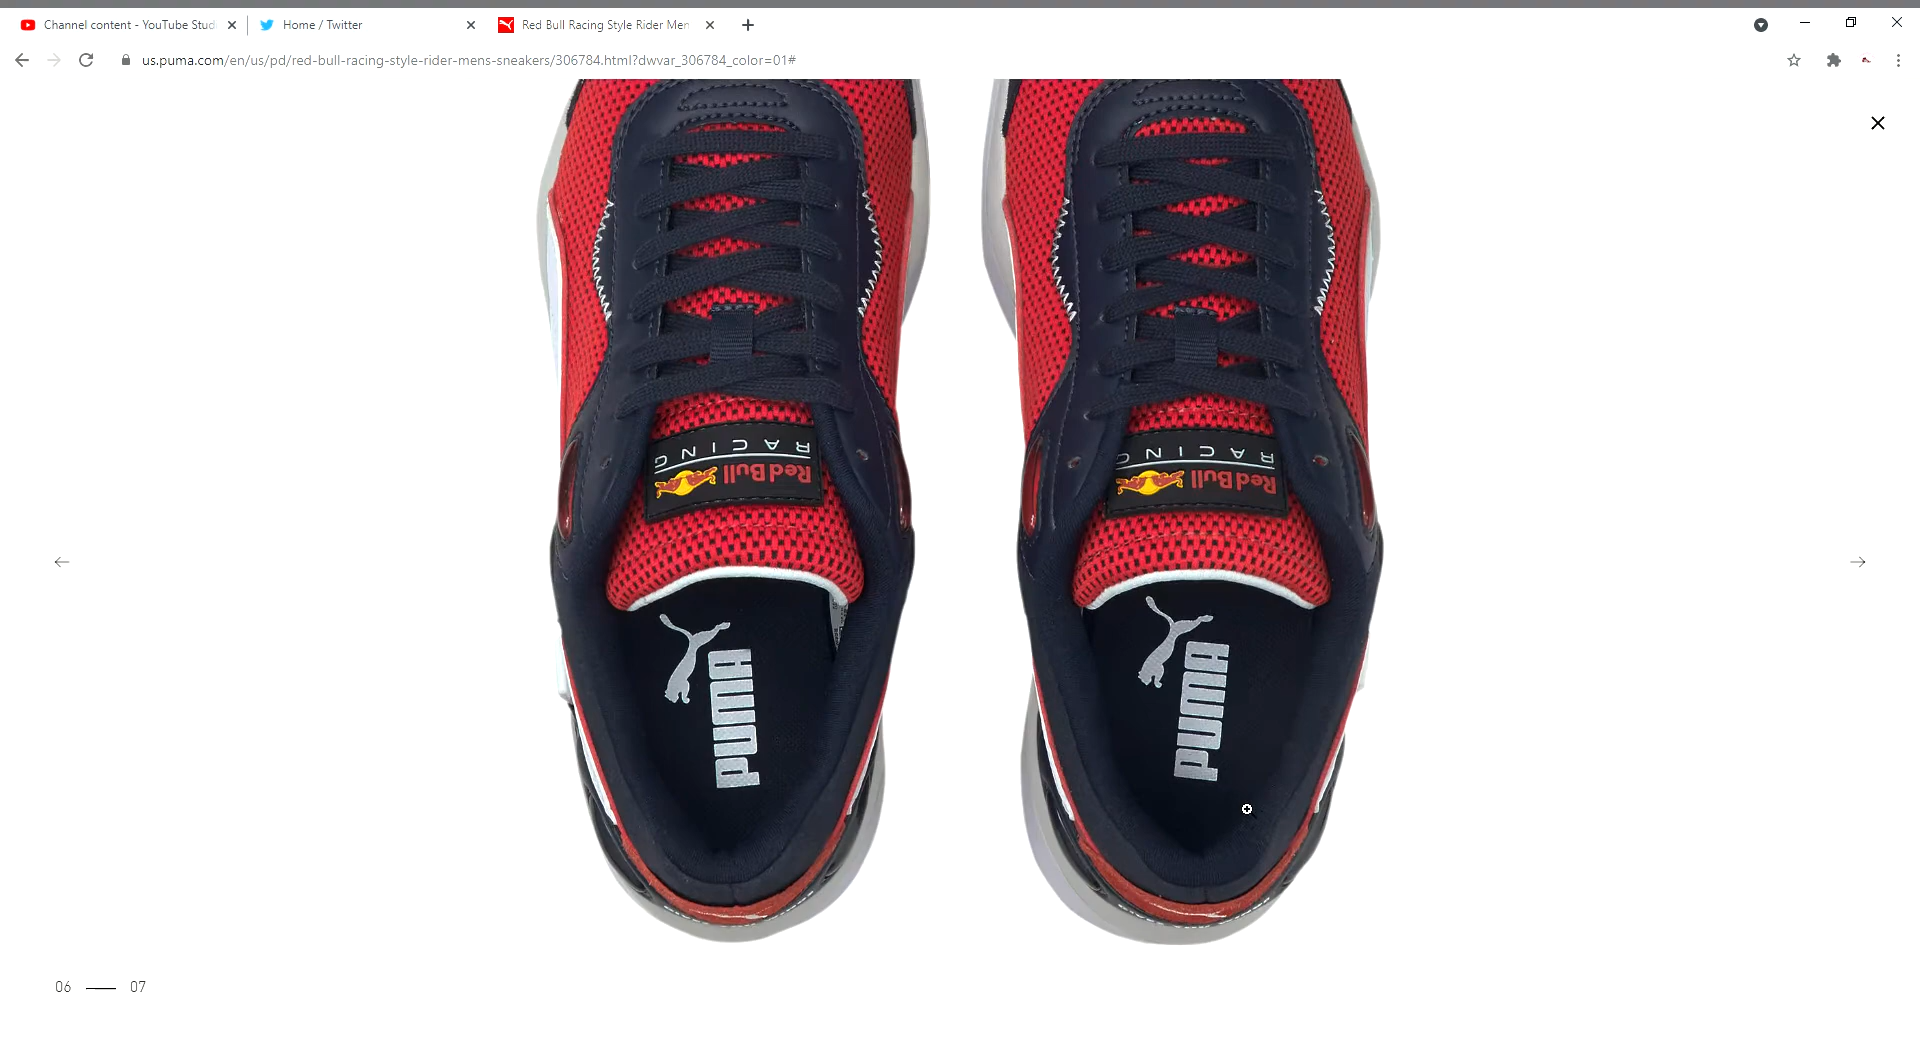 Channel content - YouTube Stud
Home / Twitter
Red Bull Racing Style Rider Men
us.puma.com/en/us/pd/red-bull-racing-style-rider-mens-sneakers/306784.html?dwvar_306784_color=01#
RACING
Red Bull
RACING
Red Bull
PUMA
PUMA
06
07